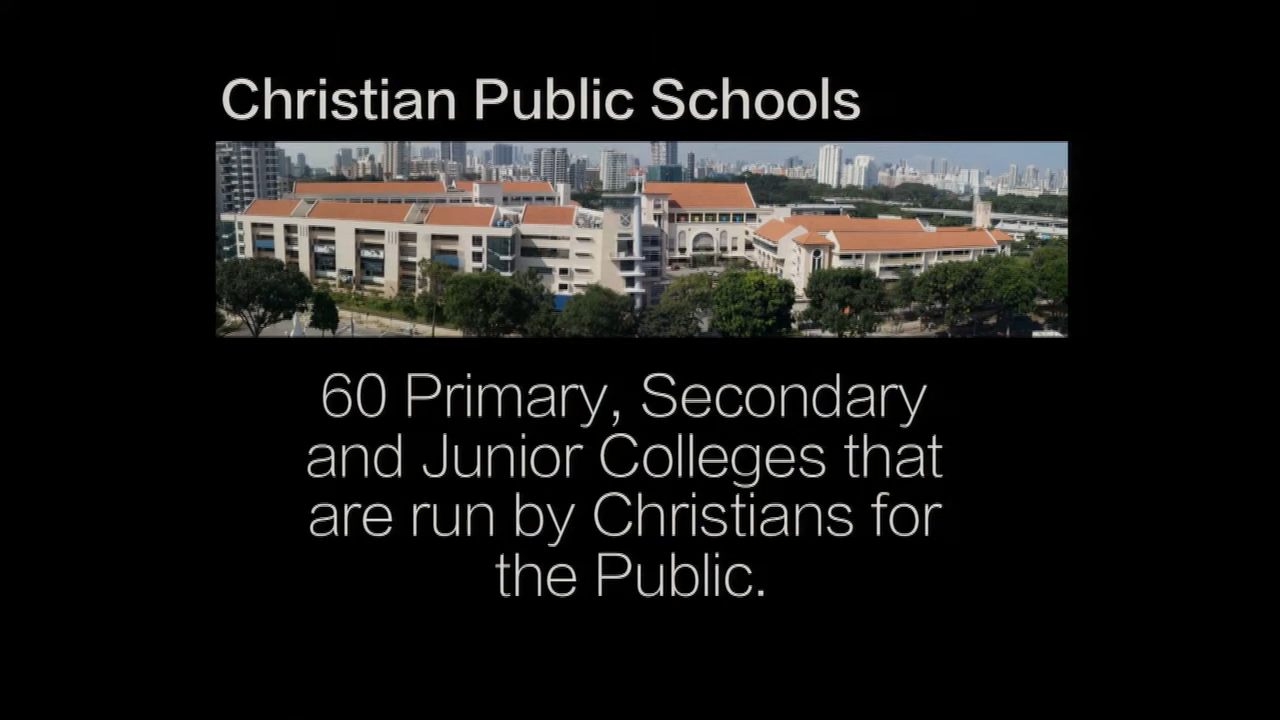 Christian Public Schools
60 Primary, Secondary
and Junior Colleges that
are run by Christians for
the Public.